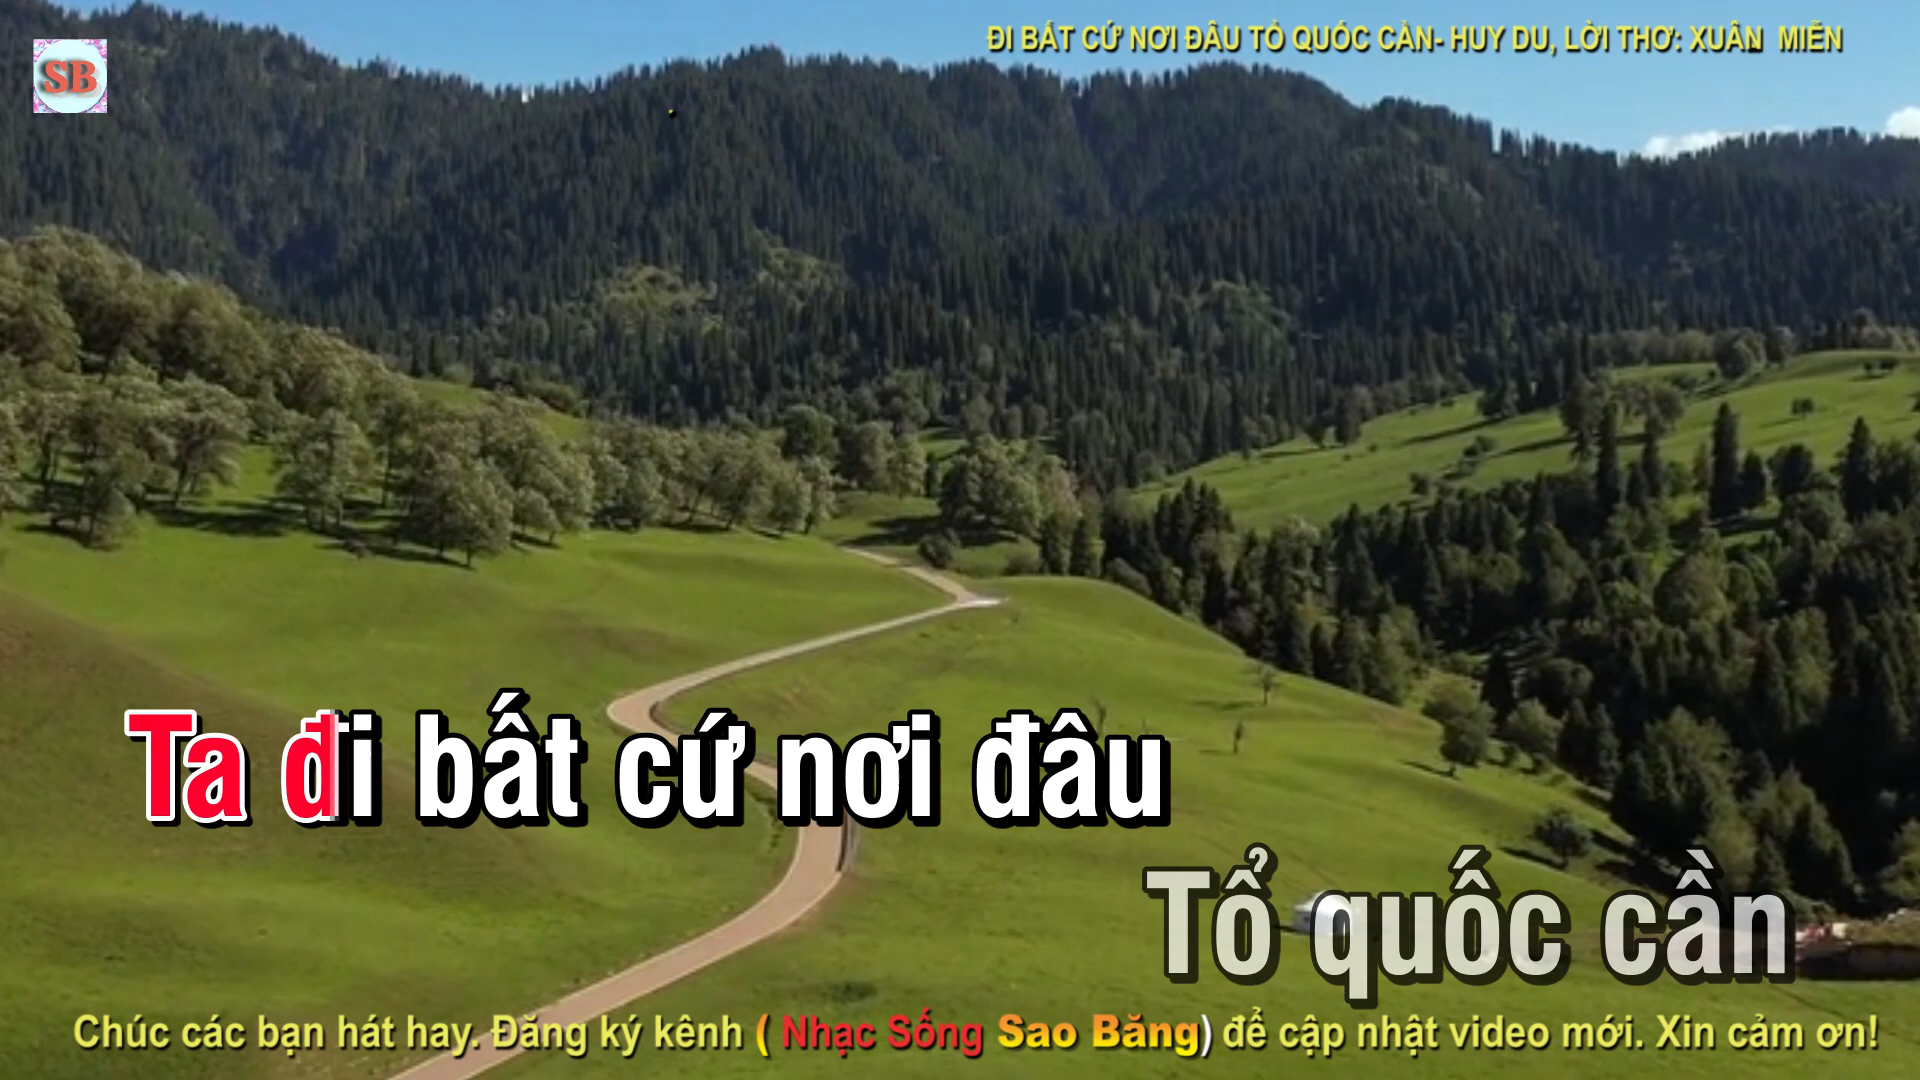 ĐI BẤT CỨ NƠI ĐÂU TỔ QUỐC CẦN- HUY DU, LỜI THƠ: XUÂN MIỄN
SB
Ta đi bất cứ nơi đâu
Tổ quốc cần
Chúc các bạn hát hay. Đăng ký kênh ( Nhạc Sống Sao Băng) để cập nhật video mới. Xin cảm ơn!